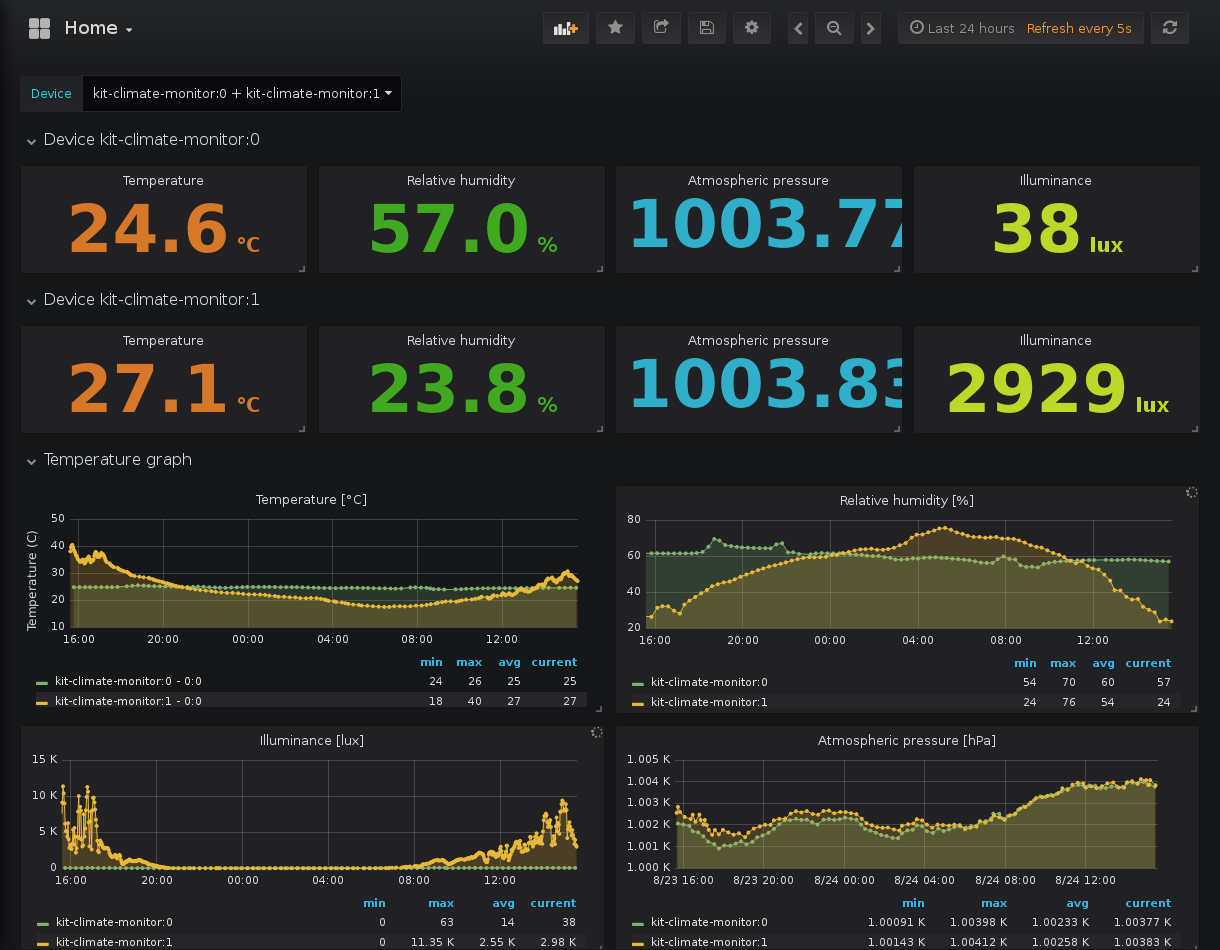 Home
Last 24 hours Refresh every 5s
Device kit-climate-monitor:0 + kit-climate-monitor:1
Device kit-climate-monitor:0
Temperature Relative humidity Atmospheric pressure Illuminance
24.6 °C 57.0 % 1003.77 38 lux
Device kit-climate-monitor:1
Temperature Relative humidity Atmospheric pressure Illuminance
27.1 °C 23.8 % 1003.83 2929 lux
Temperature graph
Temperature [°C]
Temperature (C)
50
40
30
20
10
16:00 20:00 00:00 04:00 08:00 12:00
min max avg current
kit-climate-monitor:0 - 0:0 24 26 25 25
kit-climate-monitor:1 - 0:0 18 40 27 27
Relative humidity [%]
80
60
40
20
16:00 20:00 00:00 04:00 08:00 12:00
min max avg current
kit-climate-monitor:0 54 70 60 57
kit-climate-monitor:1 24 76 54 24
Illuminance [lux]
15 K
10 K
5 K
0
16:00 20:00 00:00 04:00 08:00 12:00
min max avg current
kit-climate-monitor:0 0 63 14 38
kit-climate-monitor:1 0 11.35 K 2.55 K 2.98 K
Atmospheric pressure [hPa]
1.005 K
1.004 K
1.003 K
1.002 K
1.001 K
1.000 K
8/23 16:00 8/23 20:00 8/24 00:00 8/24 04:00 8/24 08:00 8/24 12:00
min max avg current
kit-climate-monitor:0 1.00091 K 1.00398 K 1.00233 K 1.00377 K
kit-climate-monitor:1 1.00143 K 1.00412 K 1.00258 K 1.00383 K